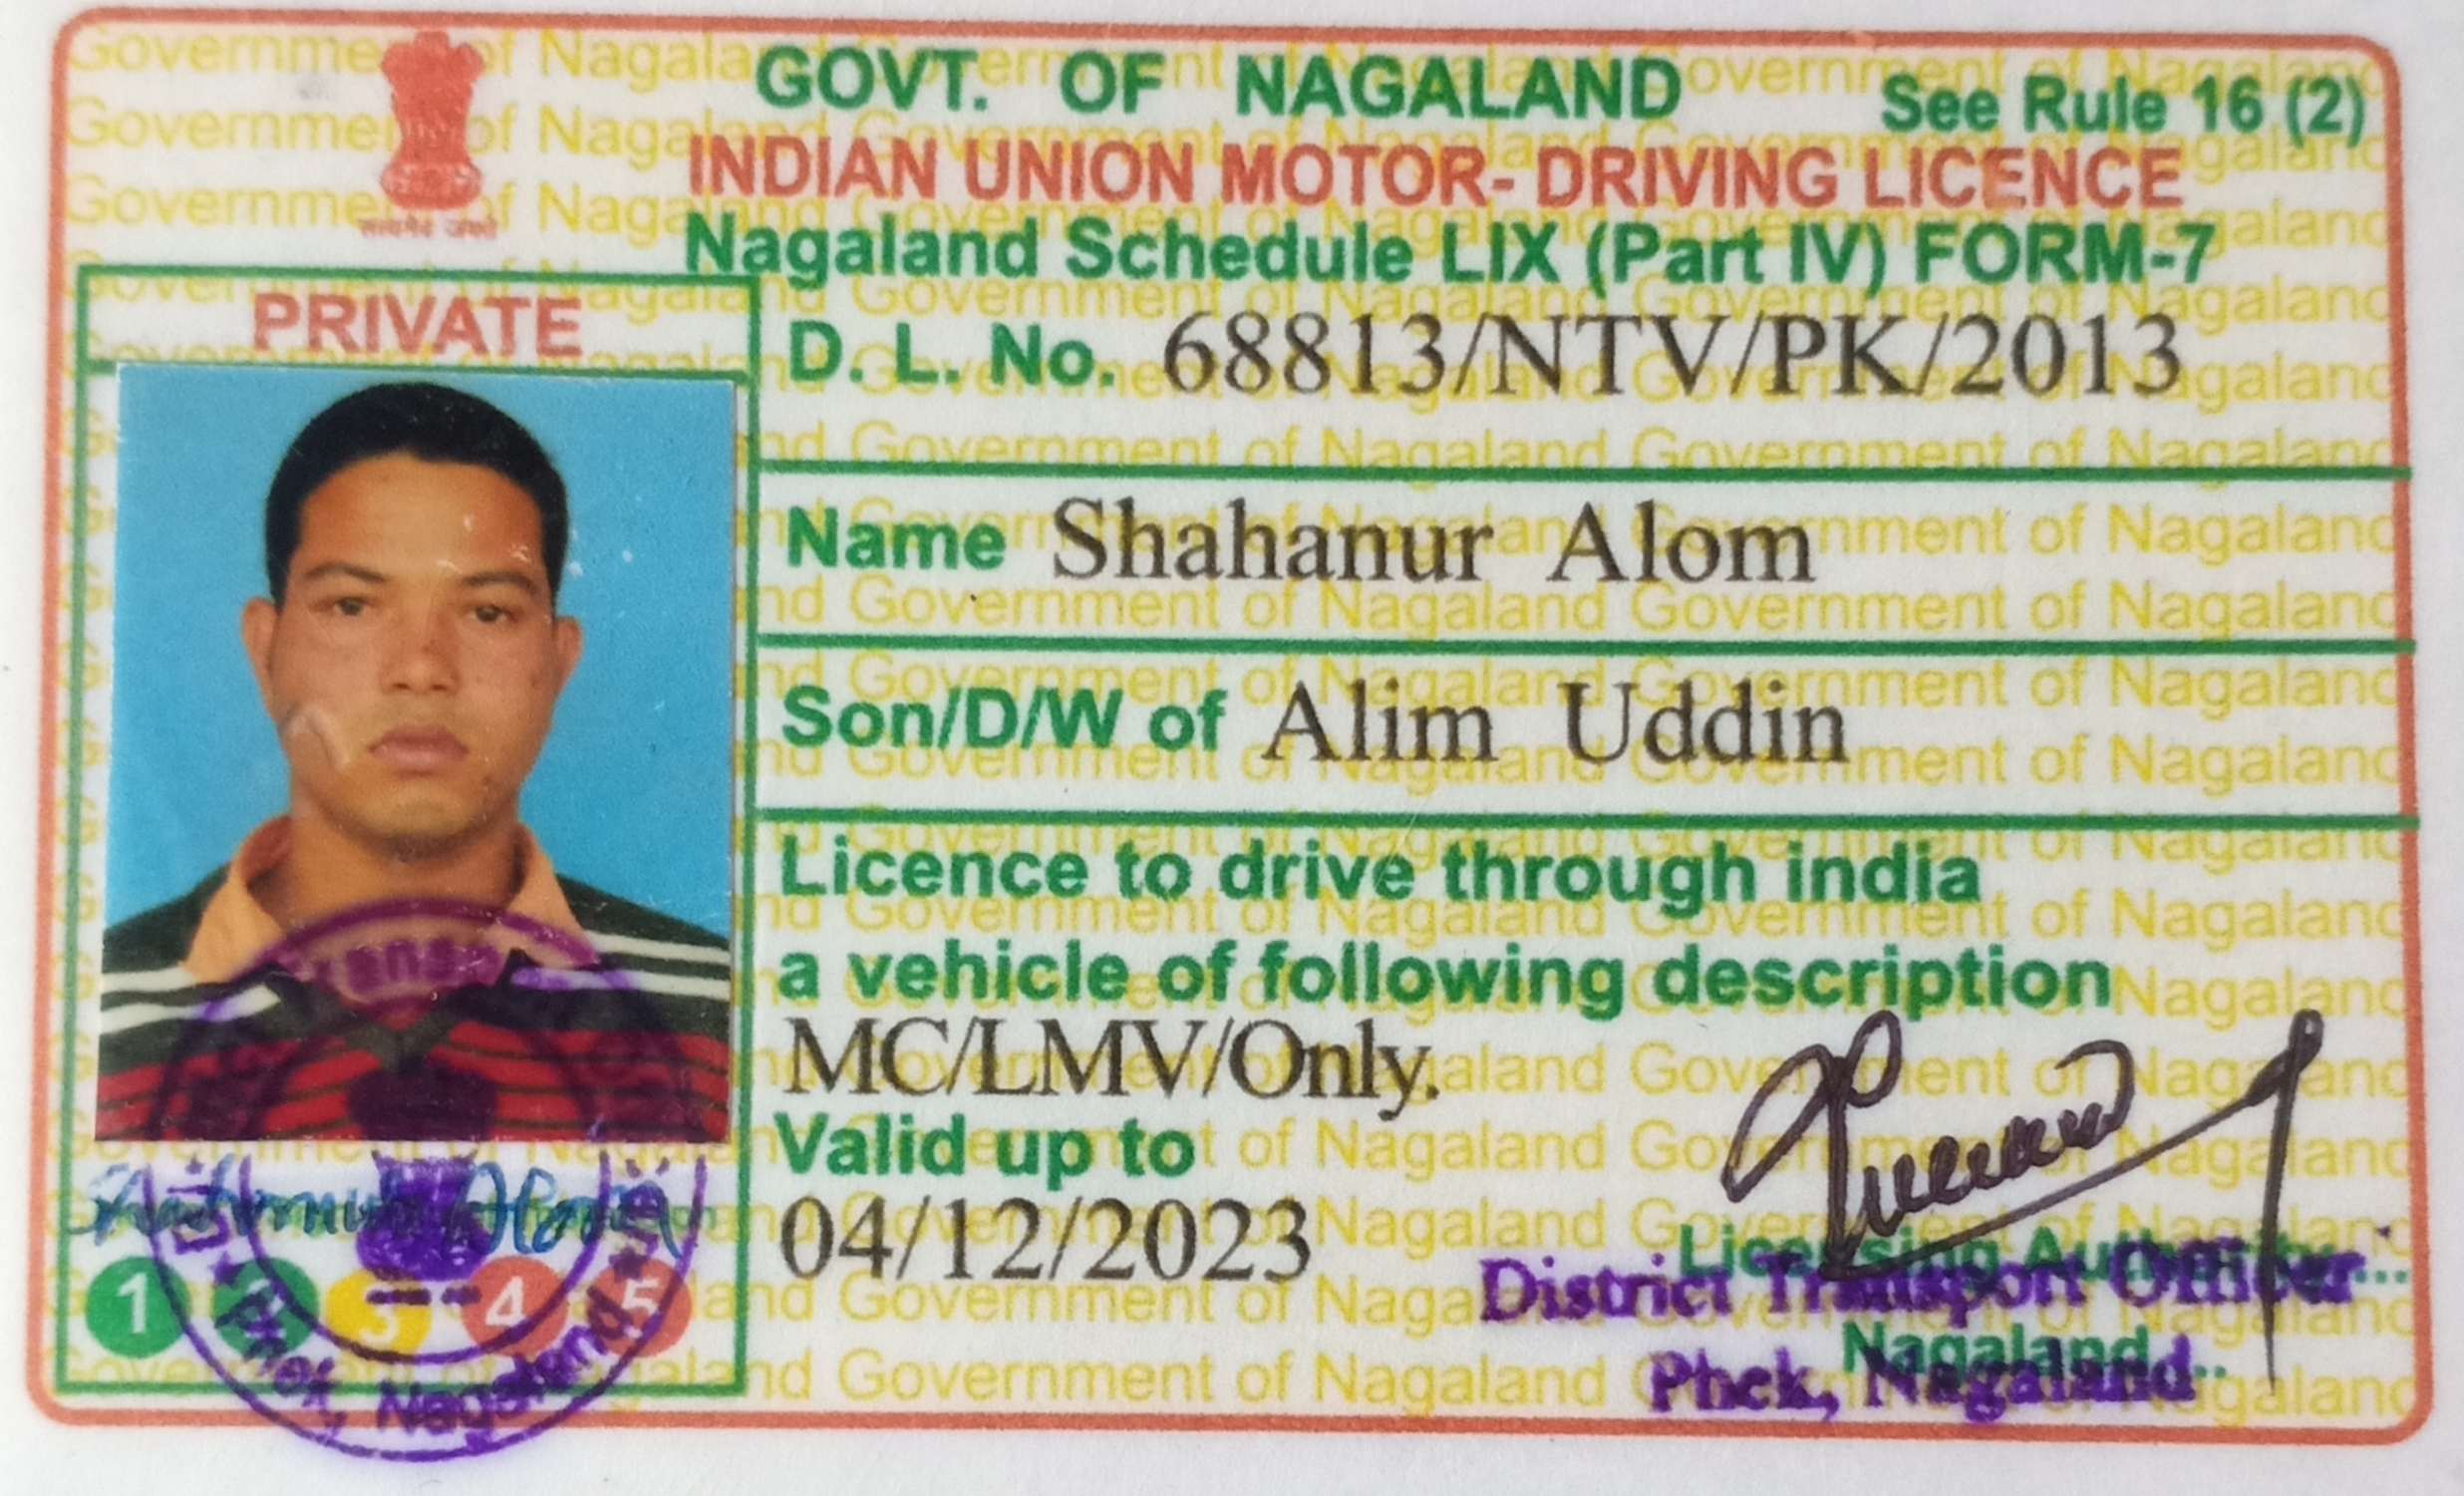 GOVT. OF NAGALAND
See Rule 16 (2)
INDIAN UNION MOTOR- DRIVING LICENCE
Nagaland Schedule LIX (Part IV) FORM-7
सत्यमेव जयते
PRIVATE
D. L. No. 68813/NTV/PK/2013
Name Shahanur Alom
Son/D/W of Alim Uddin
Licence to drive through india
a vehicle of following description
MC/LMV/Only.
Valid up to
04/12/2023
1 2 3 4 5
Phek, Nagaland
Licensing Authority...
District Transport Officer
Nagaland...
Phek, Nagaland
Government of Nagaland Government of Nagaland Government of Nagaland